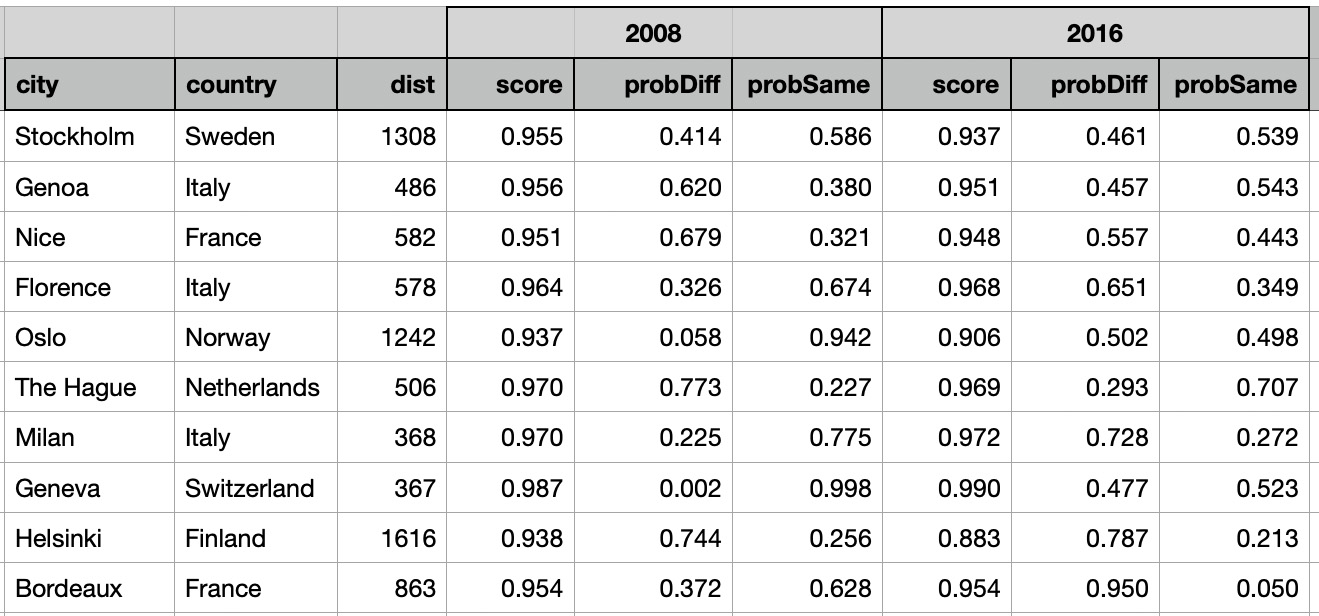 2008 2016
city country dist score probDiff probSame score probDiff probSame
Stockholm Sweden 1308 0.955 0.414 0.586 0.937 0.461 0.539
Genoa Italy 486 0.956 0.620 0.380 0.951 0.457 0.543
Nice France 582 0.951 0.679 0.321 0.948 0.557 0.443
Florence Italy 578 0.964 0.326 0.674 0.968 0.651 0.349
Oslo Norway 1242 0.937 0.058 0.942 0.906 0.502 0.498
The Hague Netherlands 506 0.970 0.773 0.227 0.969 0.293 0.707
Milan Italy 368 0.970 0.225 0.775 0.972 0.728 0.272
Geneva Switzerland 367 0.987 0.002 0.998 0.990 0.477 0.523
Helsinki Finland 1616 0.938 0.744 0.256 0.883 0.787 0.213
Bordeaux France 863 0.954 0.372 0.628 0.954 0.950 0.050